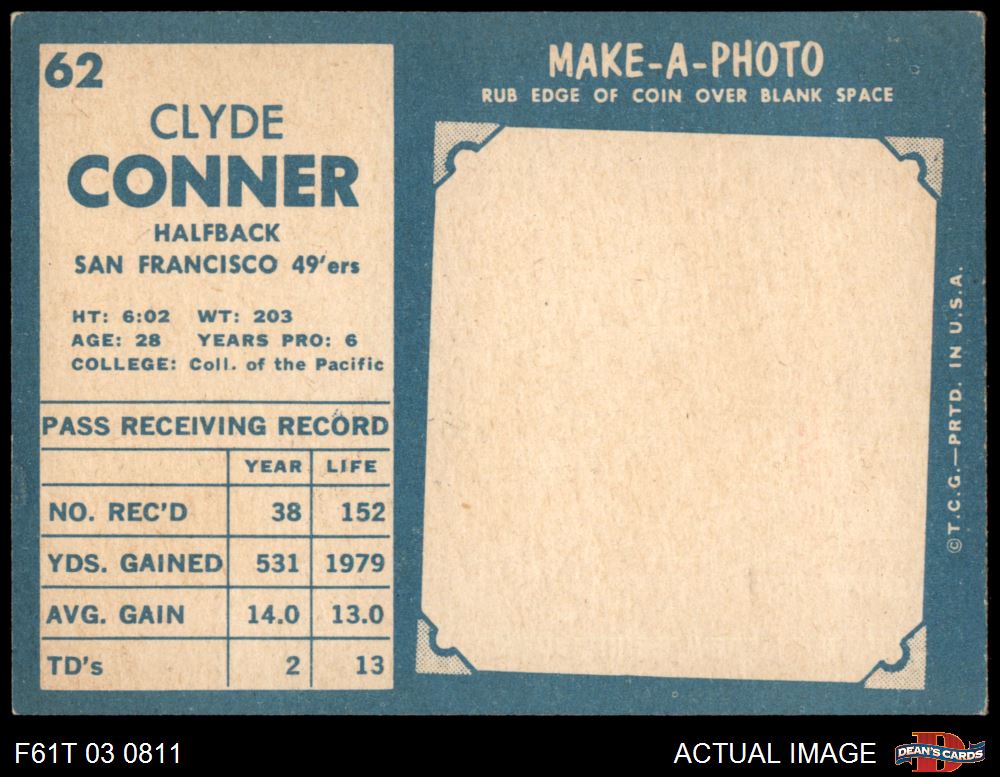 62
CLYDE
CONNER
HALFBACK
SAN FRANCISCO 49'ers
HT: 6:02 WT: 203
AGE: 28 YEARS PRO: 6
COLLEGE: Coll. of the Pacific
PASS RECEIVING RECORD
YEAR LIFE
NO. REC'D 38 152
YDS. GAINED 531 1979
AVG. GAIN 14.0 13.0
TD's 2 13
MAKE-A-PHOTO
RUB EDGE OF COIN OVER BLANK SPACE
©T.C.G.—PRTD. IN U.S.A.
F61T 03 0811
ACTUAL IMAGE
D
DEAN'S CARDS